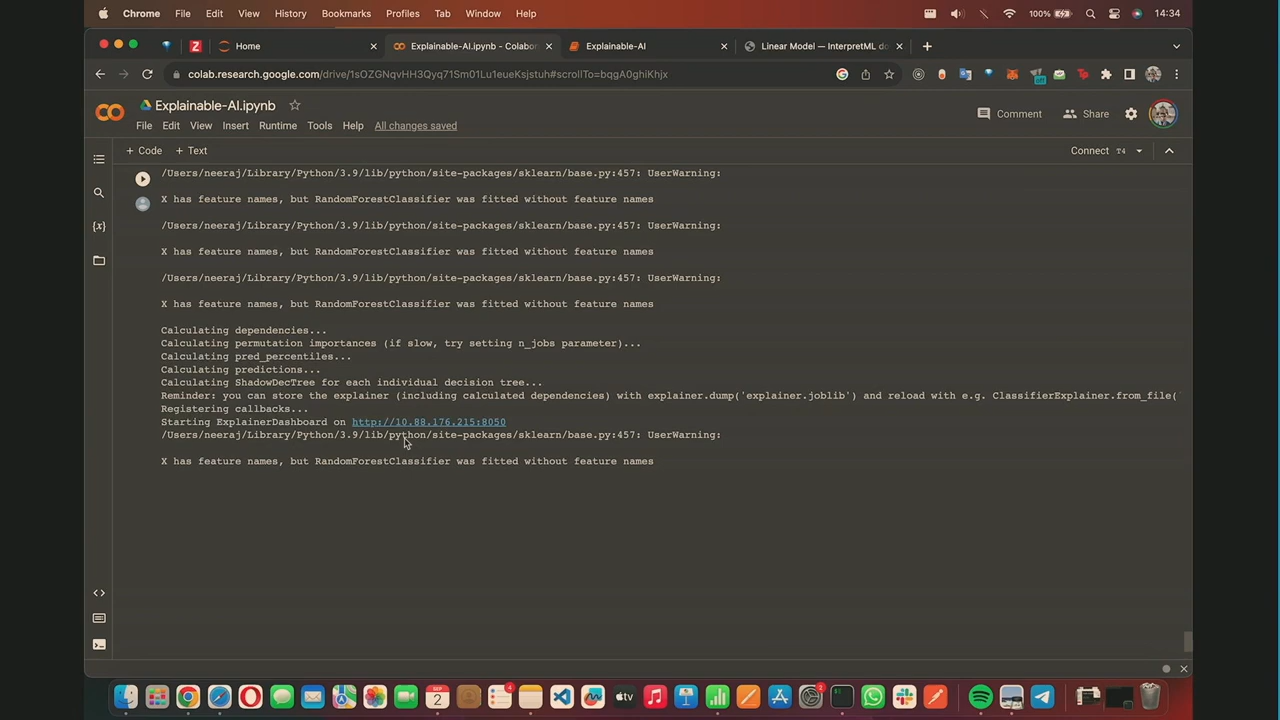 Chrome File Edit View History Bookmarks Profiles Tab Window Help 100% 14:34
Z Home Explainable-AI.ipynb - Colabor Explainable-AI Linear Model — InterpretML do
colab.research.google.com/drive/1sOZGNqvHH3Qyq71Sm01Lu1eueKsjstuh#scrollTo=bqgA0ghiKhjx
off
Explainable-AI.ipynb
Comment Share
File Edit View Insert Runtime Tools Help All changes saved
+ Code + Text Connect T4
/Users/neeraj/Library/Python/3.9/lib/python/site-packages/sklearn/base.py:457: UserWarning:
X has feature names, but RandomForestClassifier was fitted without feature names
/Users/neeraj/Library/Python/3.9/lib/python/site-packages/sklearn/base.py:457: UserWarning:
X has feature names, but RandomForestClassifier was fitted without feature names
/Users/neeraj/Library/Python/3.9/lib/python/site-packages/sklearn/base.py:457: UserWarning:
X has feature names, but RandomForestClassifier was fitted without feature names
Calculating dependencies...
Calculating permutation importances (if slow, try setting n_jobs parameter)...
Calculating pred_percentiles...
Calculating predictions...
Calculating ShadowDecTree for each individual decision tree...
Reminder: you can store the explainer (including calculated dependencies) with explainer.dump('explainer.joblib') and reload with e.g. ClassifierExplainer.from_file(
Registering callbacks...
Starting ExplainerDashboard on http://10.88.176.215:8050
/Users/neeraj/Library/Python/3.9/lib/python/site-packages/sklearn/base.py:457: UserWarning:
X has feature names, but RandomForestClassifier was fitted without feature names
SEP
2
tv